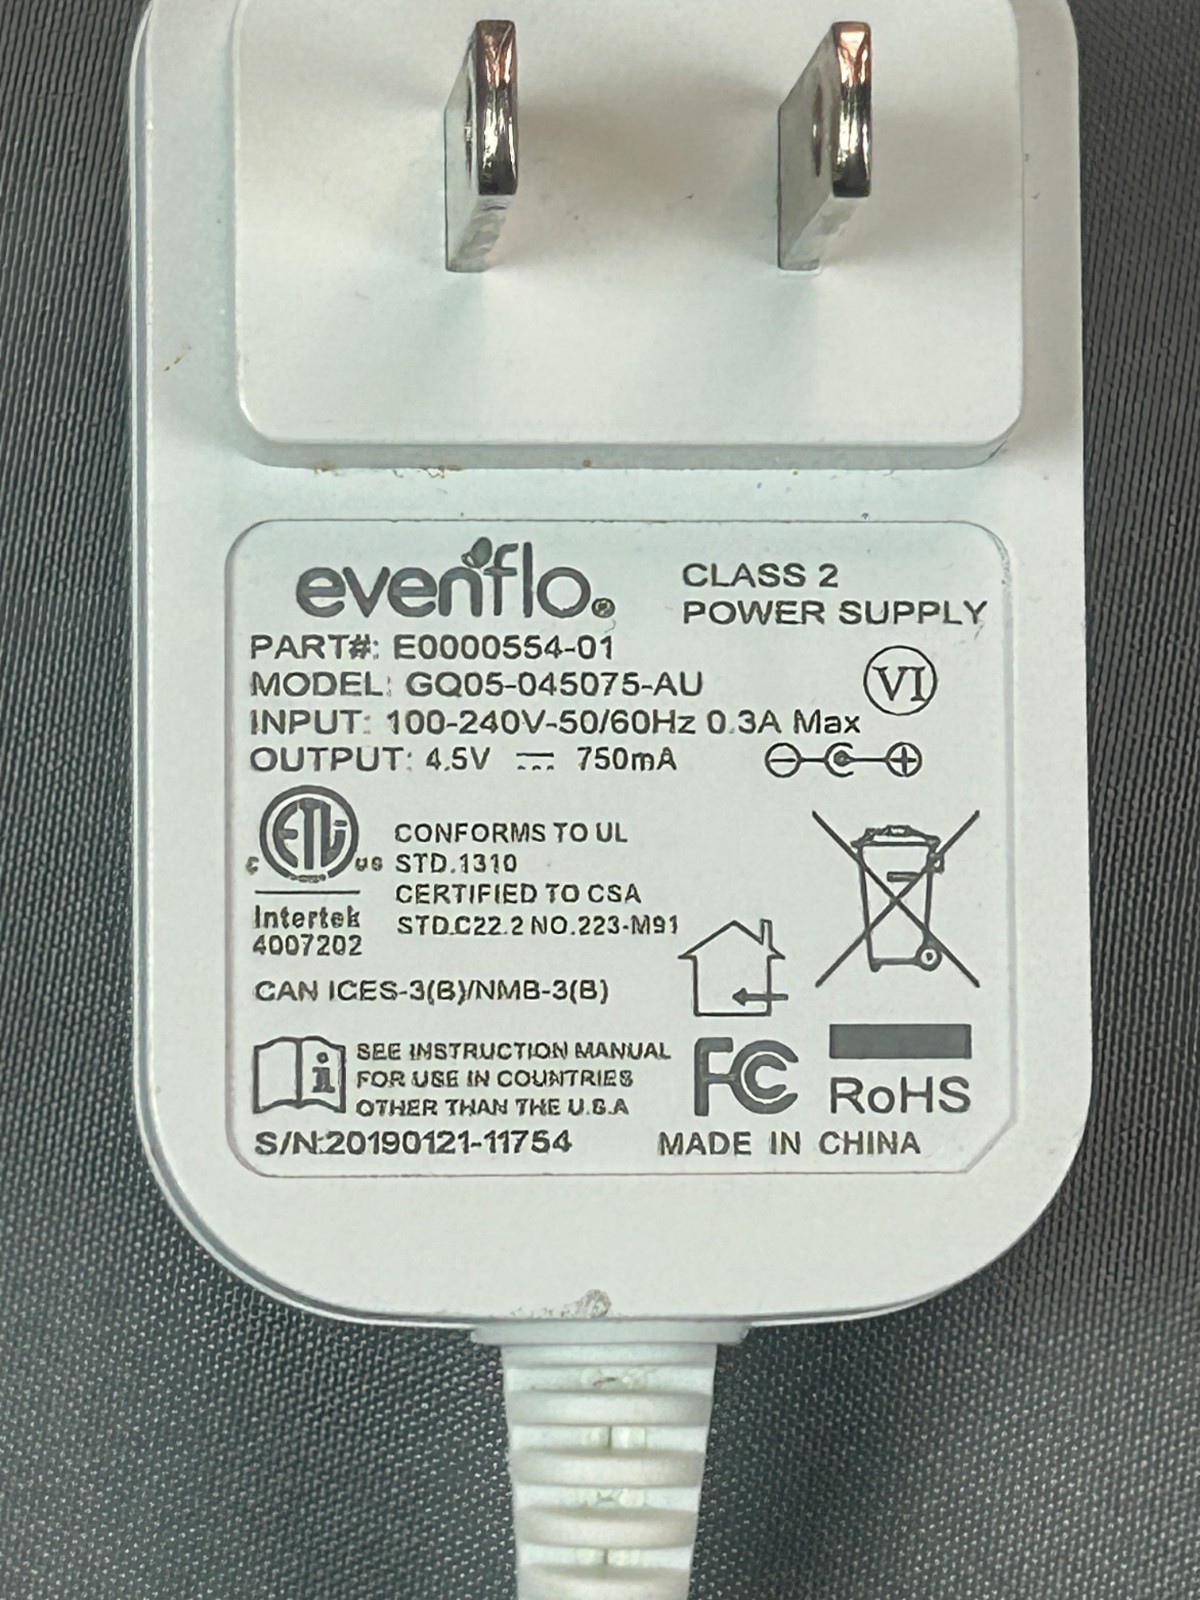 evenflo®
CLASS 2
POWER SUPPLY
PART#: E0000554-01
MODEL: GQ05-045075-AU
VI
INPUT: 100-240V-50/60Hz 0.3A Max
OUTPUT: 4.5V ⎓ 750mA
ETL
C US
CONFORMS TO UL
STD.1310
CERTIFIED TO CSA
STD.C22.2 NO.223-M91
Intertek
4007202
CAN ICES-3(B)/NMB-3(B)
i
SEE INSTRUCTION MANUAL
FOR USE IN COUNTRIES
OTHER THAN THE U.S.A
FC
RoHS
S/N:20190121-11754
MADE IN CHINA